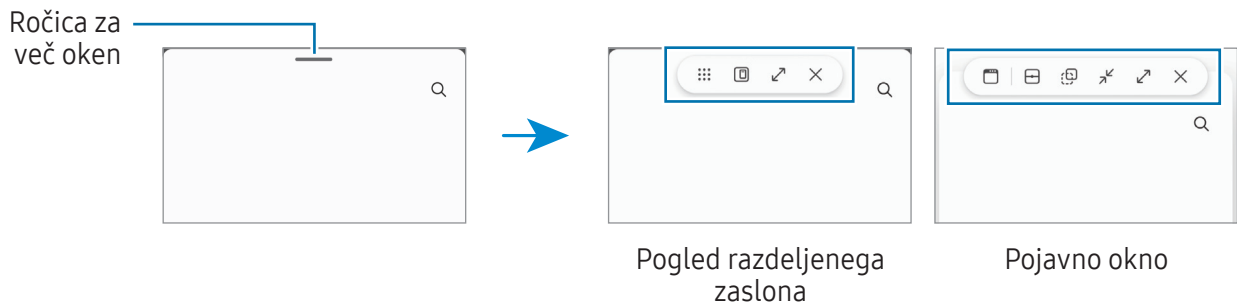 Ročica za
več oken
Pogled razdeljenega
zaslona
Pojavno okno